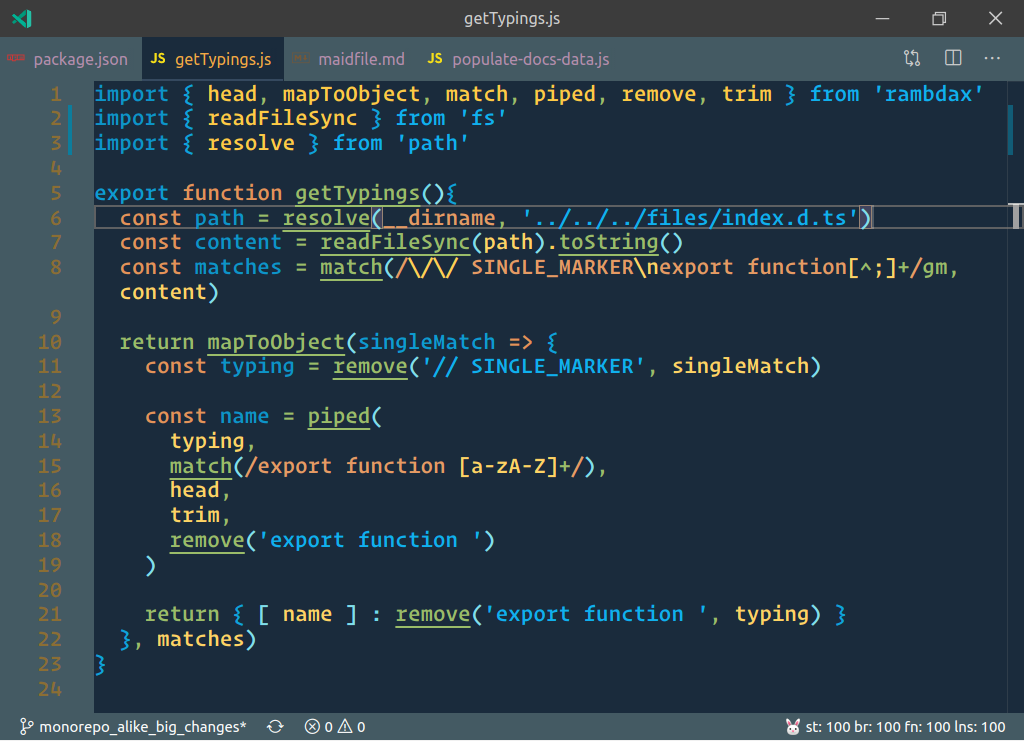 getTypings.js
package.json JS getTypings.js maidfile.md JS populate-docs-data.js
1 import { head, mapToObject, match, piped, remove, trim } from 'rambdax'
2 import { readFileSync } from 'fs'
3 import { resolve } from 'path'
4
5 export function getTypings(){
6 const path = resolve(__dirname, '../../../files/index.d.ts')
7 const content = readFileSync(path).toString()
8 const matches = match(/\/\/ SINGLE_MARKER\nexport function[^;]+/gm,
content)
9
10 return mapToObject(singleMatch => {
11 const typing = remove('// SINGLE_MARKER', singleMatch)
12
13 const name = piped(
14 typing,
15 match(/export function [a-zA-Z]+/),
16 head,
17 trim,
18 remove('export function ')
19 )
20
21 return { [ name ] : remove('export function ', typing) }
22 }, matches)
23 }
24
monorepo_alike_big_changes* 0 0 st: 100 br: 100 fn: 100 lns: 100